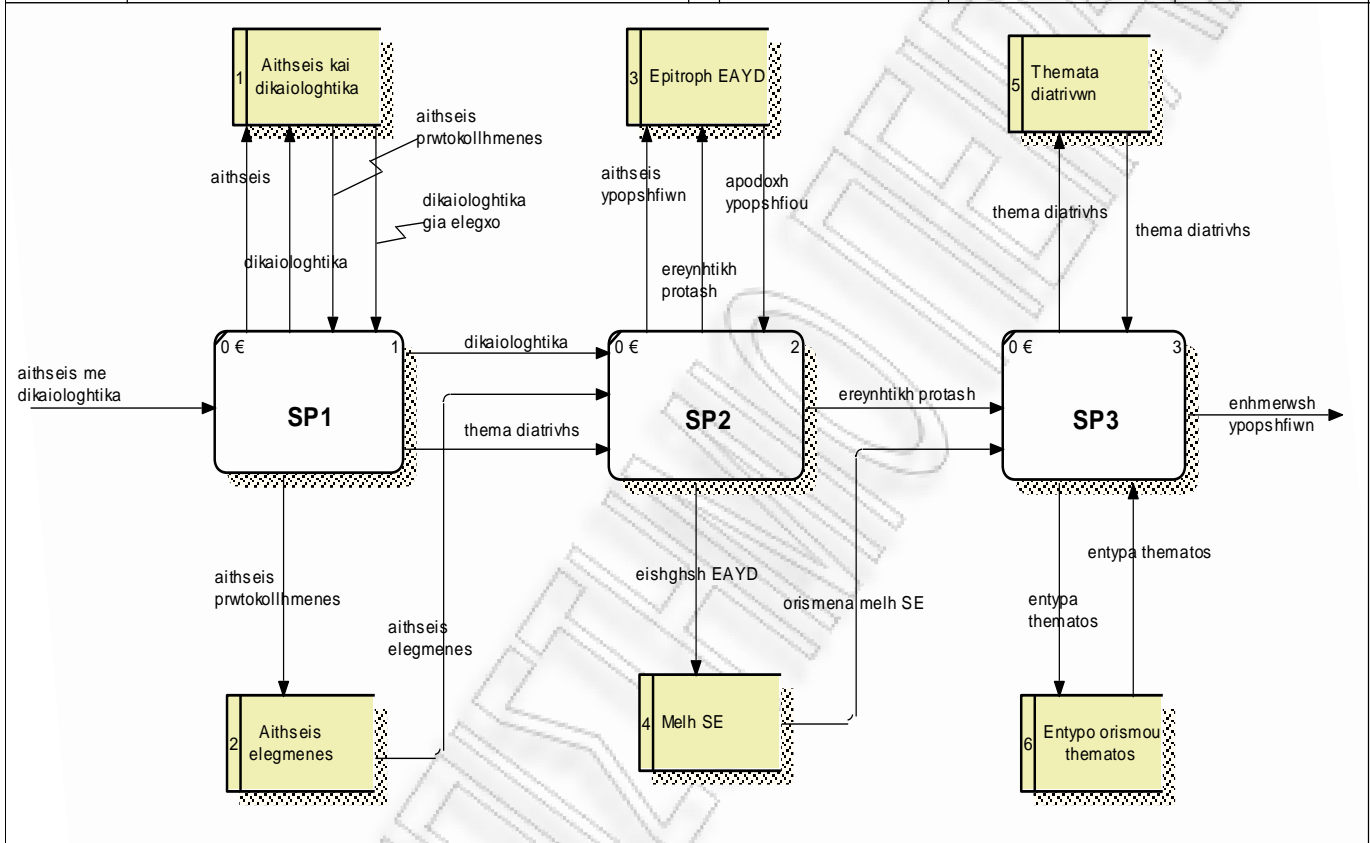 1
Aithseis kai
dikaiologhtika
3
Epitroph EAYD
5
Themata
diatrivwn
aithseis
prwtokollhmenes
aithseis
dikaiologhtika
gia elegxo
dikaiologhtika
aithseis
ypopshfiwn
apodoxh
ypopshfiou
ereynhtikh
protash
thema diatrivhs
thema diatrivhs
aithseis me
dikaiologhtika
0 €
1
SP1
dikaiologhtika
thema diatrivhs
0 €
2
SP2
ereynhtikh protash
0 €
3
SP3
enhmerwsh
ypopshfiwn
aithseis
prwtokollhmenes
aithseis
elegmenes
eishghsh EAYD
orismena melh SE
entypa thematos
entypa
thematos
2
Aithseis
elegmenes
4
Melh SE
6
Entypo orismou
thematos